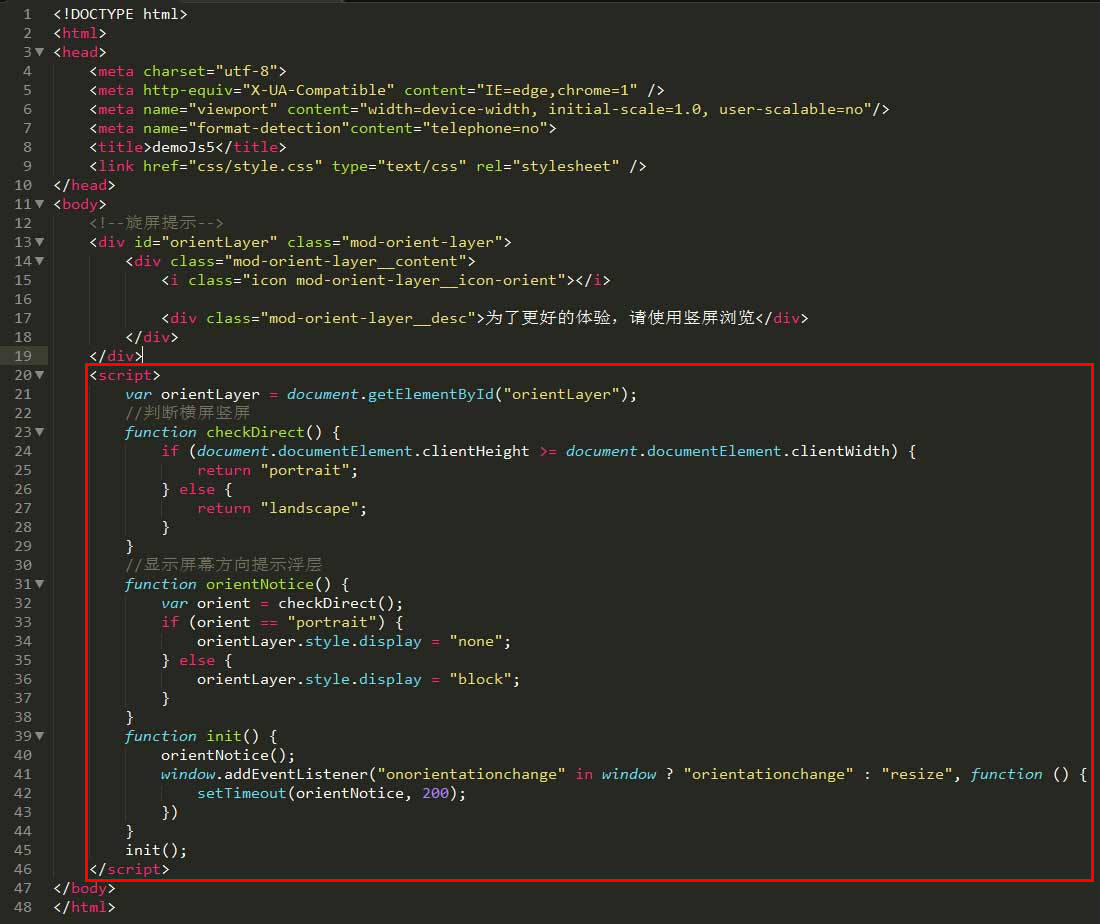 1 <!DOCTYPE html>
2 <html>
3 <head>
4 <meta charset="utf-8">
5 <meta http-equiv="X-UA-Compatible" content="IE=edge,chrome=1" />
6 <meta name="viewport" content="width=device-width, initial-scale=1.0, user-scalable=no"/>
7 <meta name="format-detection"content="telephone=no">
8 <title>demoJs5</title>
9 <link href="css/style.css" type="text/css" rel="stylesheet" />
10 </head>
11 <body>
12 <!--旋屏提示-->
13 <div id="orientLayer" class="mod-orient-layer">
14 <div class="mod-orient-layer__content">
15 <i class="icon mod-orient-layer__icon-orient"></i>
16
17 <div class="mod-orient-layer__desc">为了更好的体验，请使用竖屏浏览</div>
18 </div>
19 </div>
20 <script>
21 var orientLayer = document.getElementById("orientLayer");
22 //判断横屏竖屏
23 function checkDirect() {
24 if (document.documentElement.clientHeight >= document.documentElement.clientWidth) {
25 return "portrait";
26 } else {
27 return "landscape";
28 }
29 }
30 //显示屏幕方向提示浮层
31 function orientNotice() {
32 var orient = checkDirect();
33 if (orient == "portrait") {
34 orientLayer.style.display = "none";
35 } else {
36 orientLayer.style.display = "block";
37 }
38 }
39 function init() {
40 orientNotice();
41 window.addEventListener("onorientationchange" in window ? "orientationchange" : "resize", function () {
42 setTimeout(orientNotice, 200);
43 })
44 }
45 init();
46 </script>
47 </body>
48 </html>